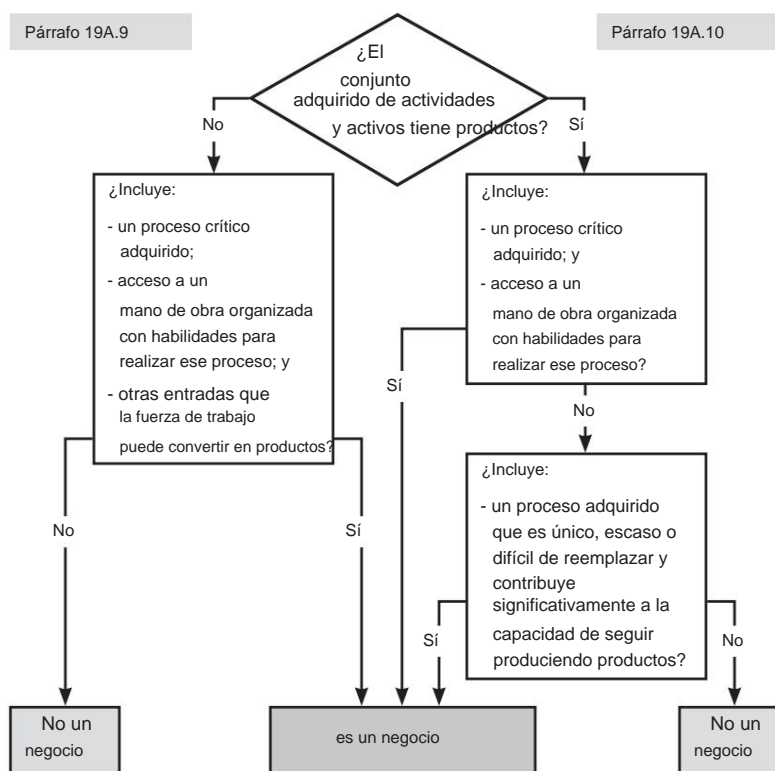 Párrafo 19A.9
Párrafo 19A.10
¿El
conjunto
adquirido de actividades
y activos tiene productos?
No
Sí
¿Incluye:
- un proceso crítico
adquirido;
- acceso a un
mano de obra organizada
con habilidades para
realizar ese proceso; y
- otras entradas que
la fuerza de trabajo
puede convertir en productos?
¿Incluye:
- un proceso crítico
adquirido; y
- acceso a un
mano de obra organizada
con habilidades para
realizar ese proceso?
Sí
No
¿Incluye:
- un proceso adquirido
que es único, escaso o
difícil de reemplazar y
contribuye
significativamente a la
capacidad de seguir
produciendo productos?
No
Sí
Sí
No
No un
negocio
es un negocio
No un
negocio